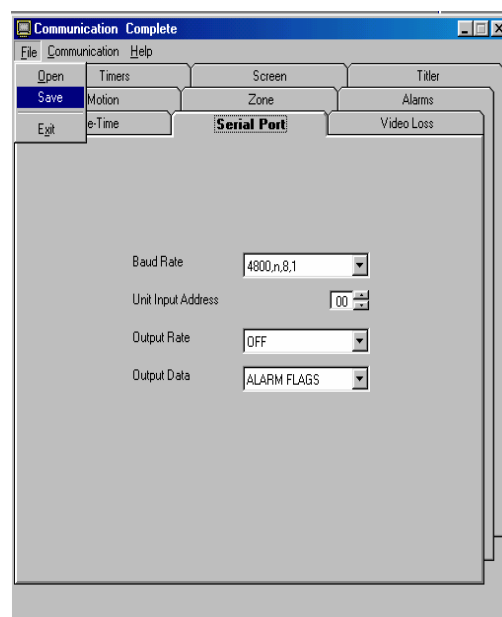 Communication Complete
File Communication Help
Open
Save
Exit
Timers Screen Titler
Motion Zone Alarms
e-Time Serial Port Video Loss
Baud Rate 4800,n,8,1
Unit Input Address 00
Output Rate OFF
Output Data ALARM FLAGS